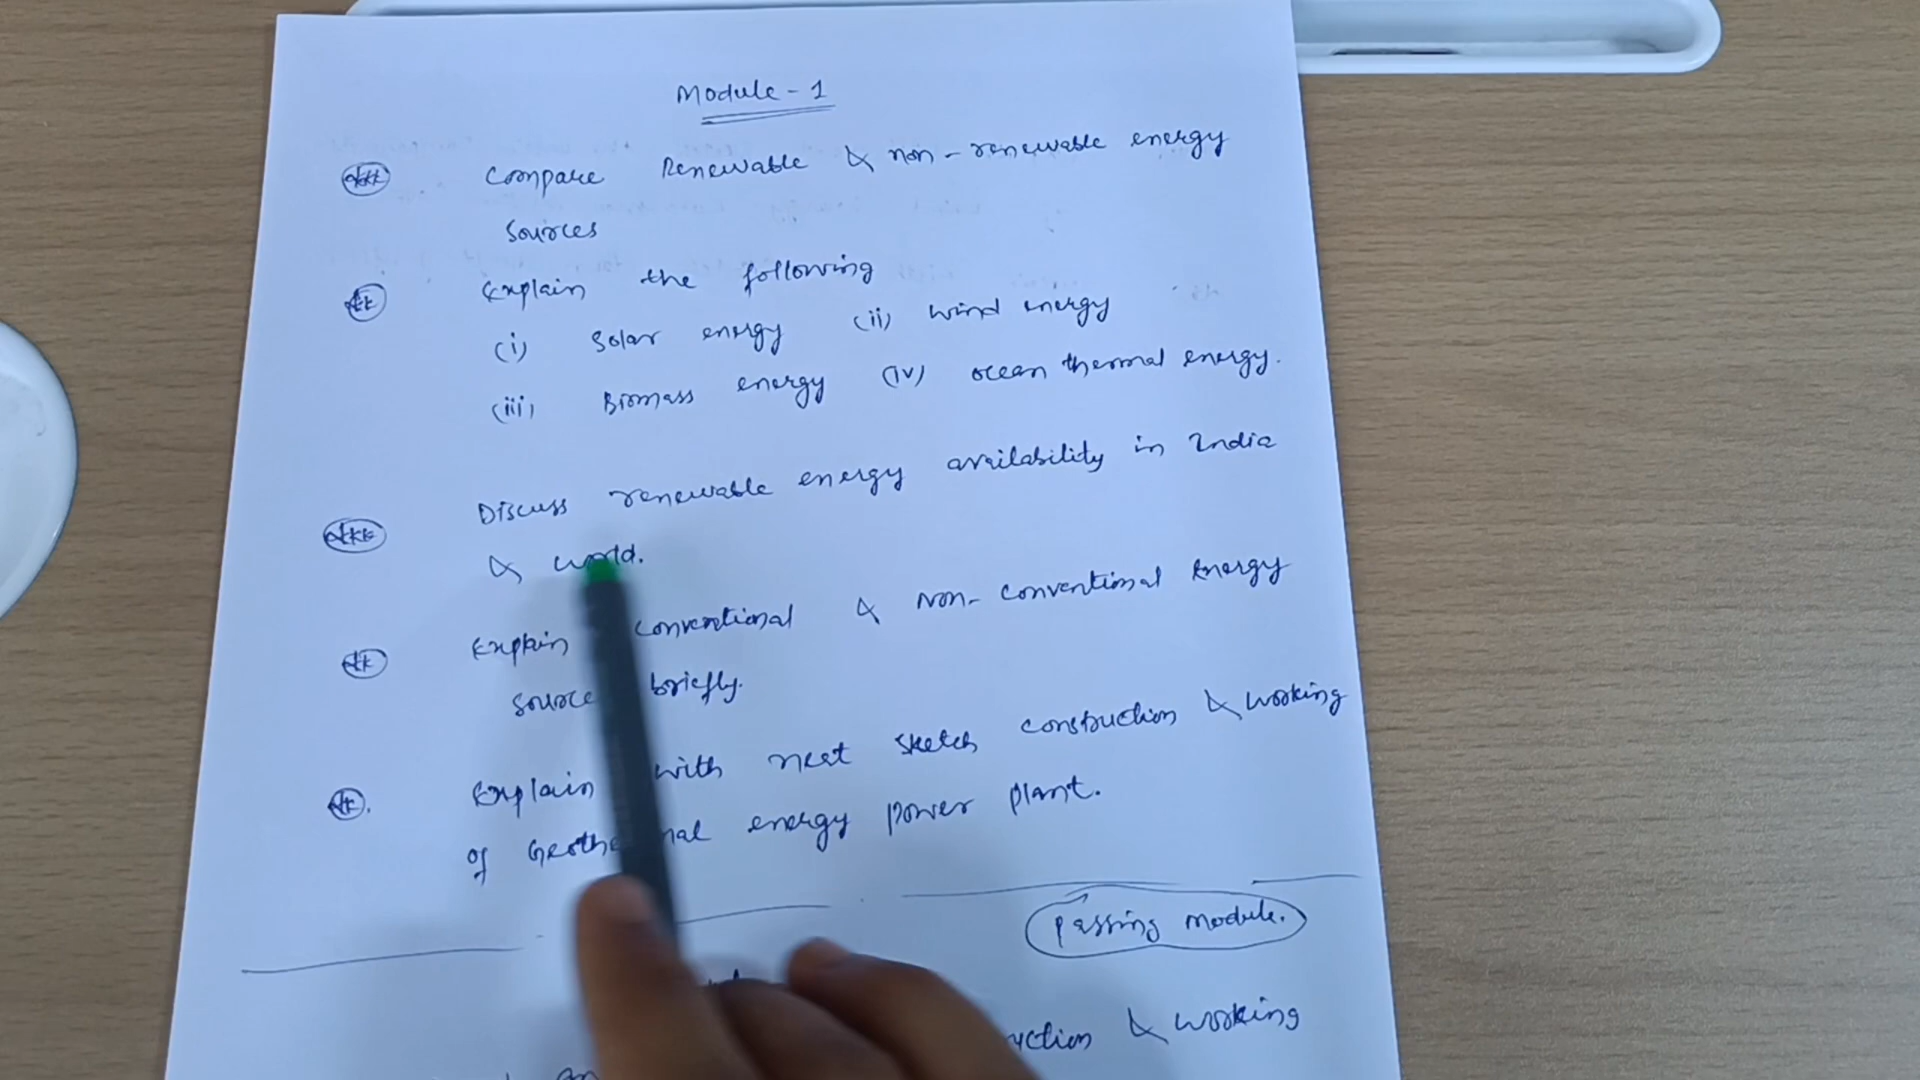 Module - 1
Compare Renewable & non-renewable energy
Sources
Explain the following
(i) Solar energy (ii) Wind energy
(iii) Biomass energy (iv) ocean thermal energy.
Discuss renewable energy availability in India
& world.
Explain conventional & Non-conventional Energy
source briefly.
Explain with neat sketch construction & working
of Geothermal energy power plant.
Passing module.
& working